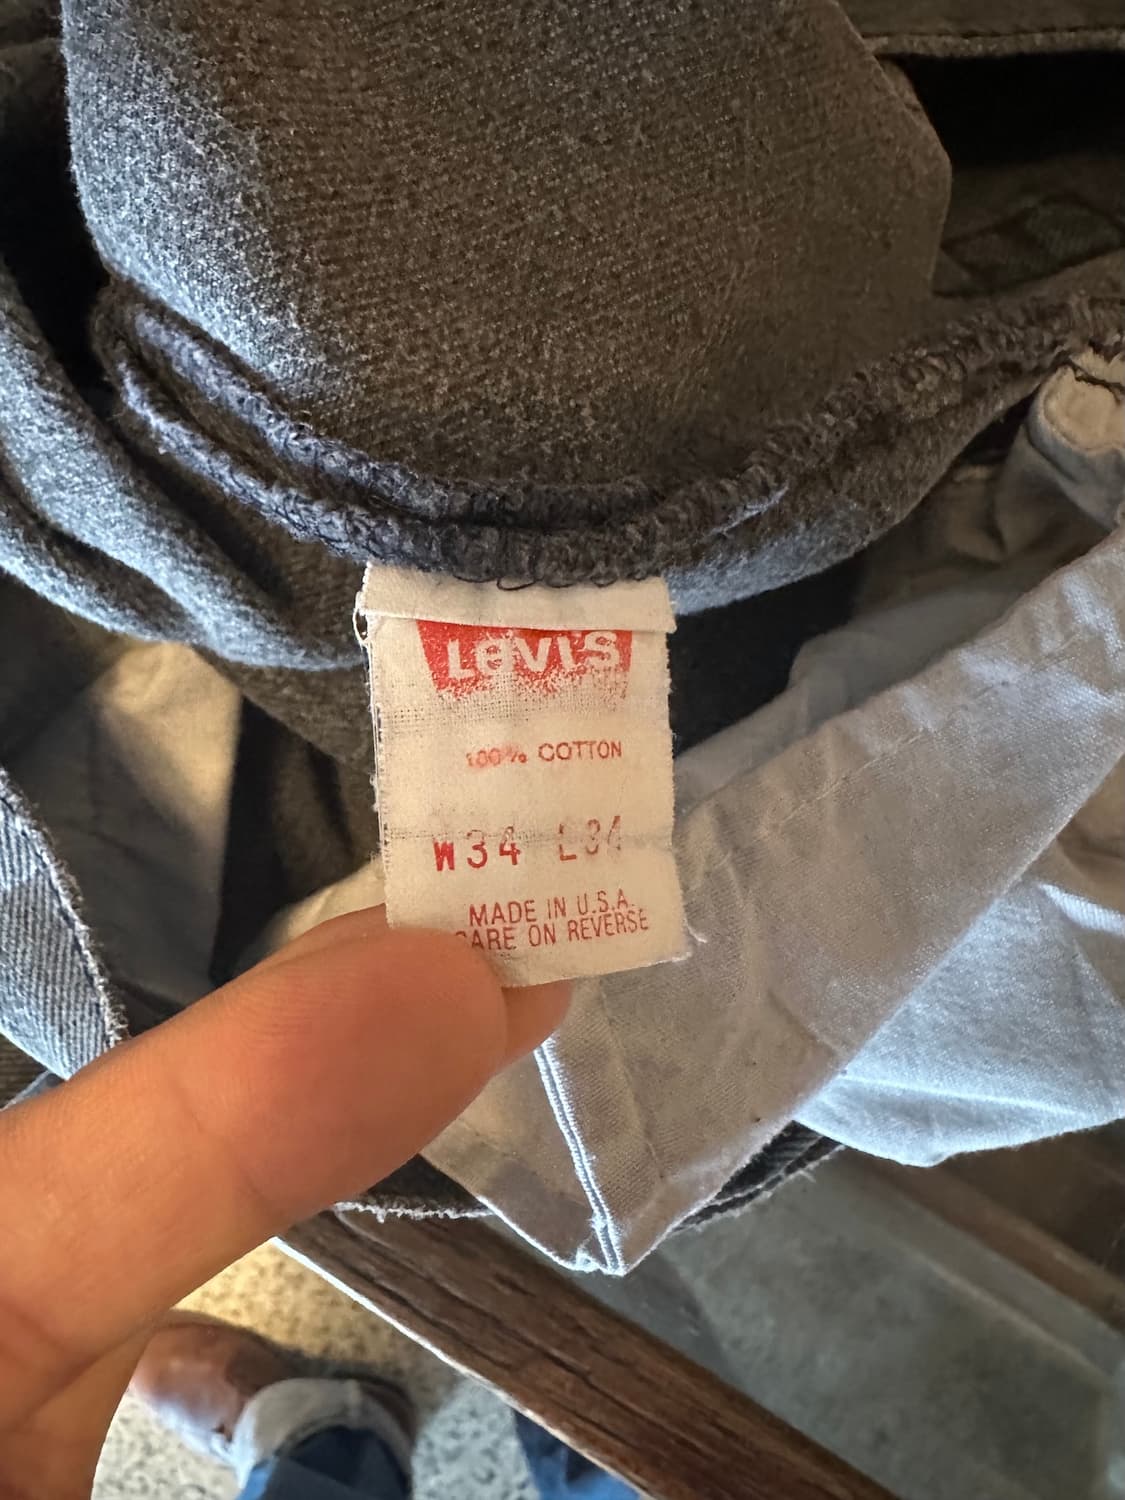 Levi's
100% COTTON
W34 L34
MADE IN U.S.A.
CARE ON REVERSE